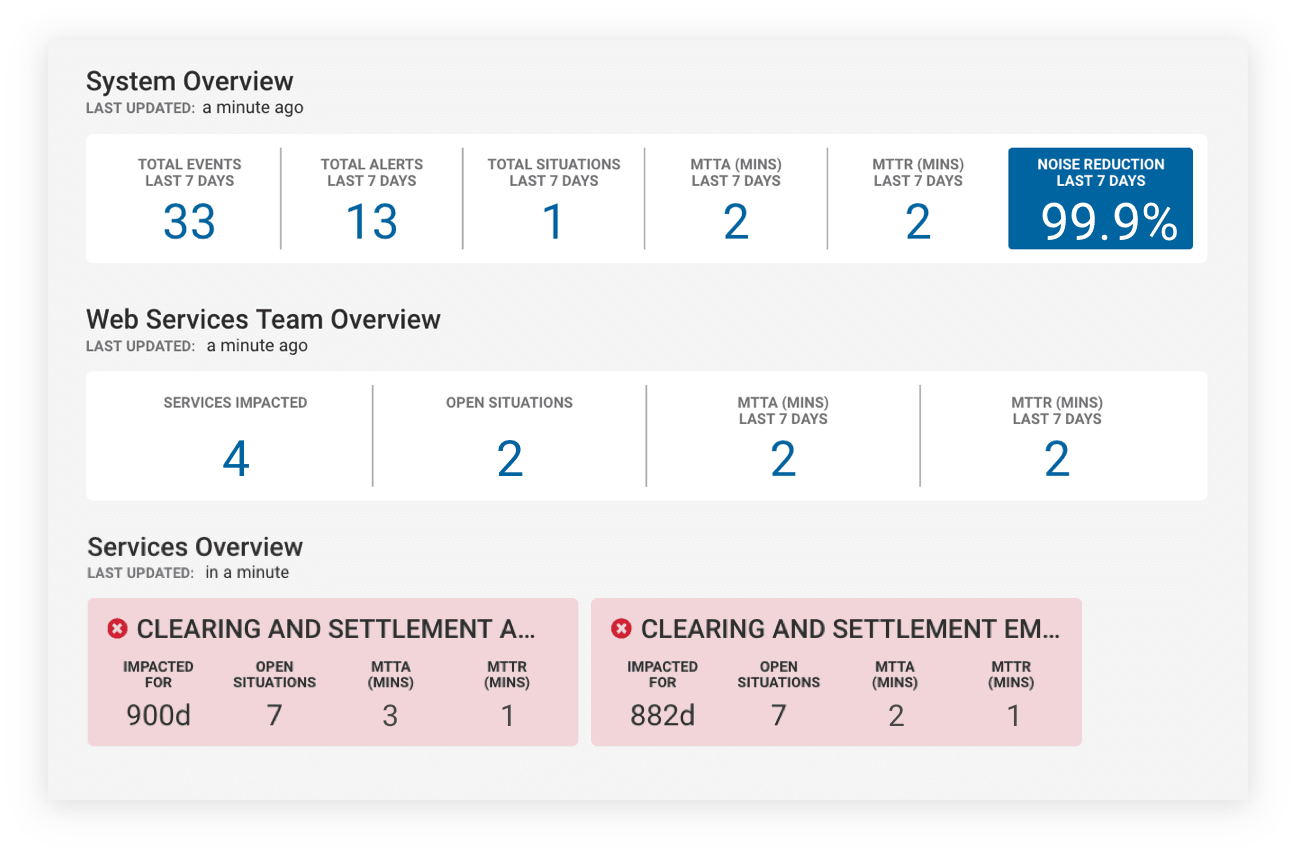 System Overview
LAST UPDATED: a minute ago
TOTAL EVENTS LAST 7 DAYS
33
TOTAL ALERTS LAST 7 DAYS
13
TOTAL SITUATIONS LAST 7 DAYS
1
MTTA (MINS) LAST 7 DAYS
2
MTTR (MINS) LAST 7 DAYS
2
NOISE REDUCTION LAST 7 DAYS
99.9%
Web Services Team Overview
LAST UPDATED: a minute ago
SERVICES IMPACTED
4
OPEN SITUATIONS
2
MTTA (MINS) LAST 7 DAYS
2
MTTR (MINS) LAST 7 DAYS
2
Services Overview
LAST UPDATED: in a minute
CLEARING AND SETTLEMENT A...
IMPACTED FOR
900d
OPEN SITUATIONS
7
MTTA (MINS)
3
MTTR (MINS)
1
CLEARING AND SETTLEMENT EM...
IMPACTED FOR
882d
OPEN SITUATIONS
7
MTTA (MINS)
2
MTTR (MINS)
1